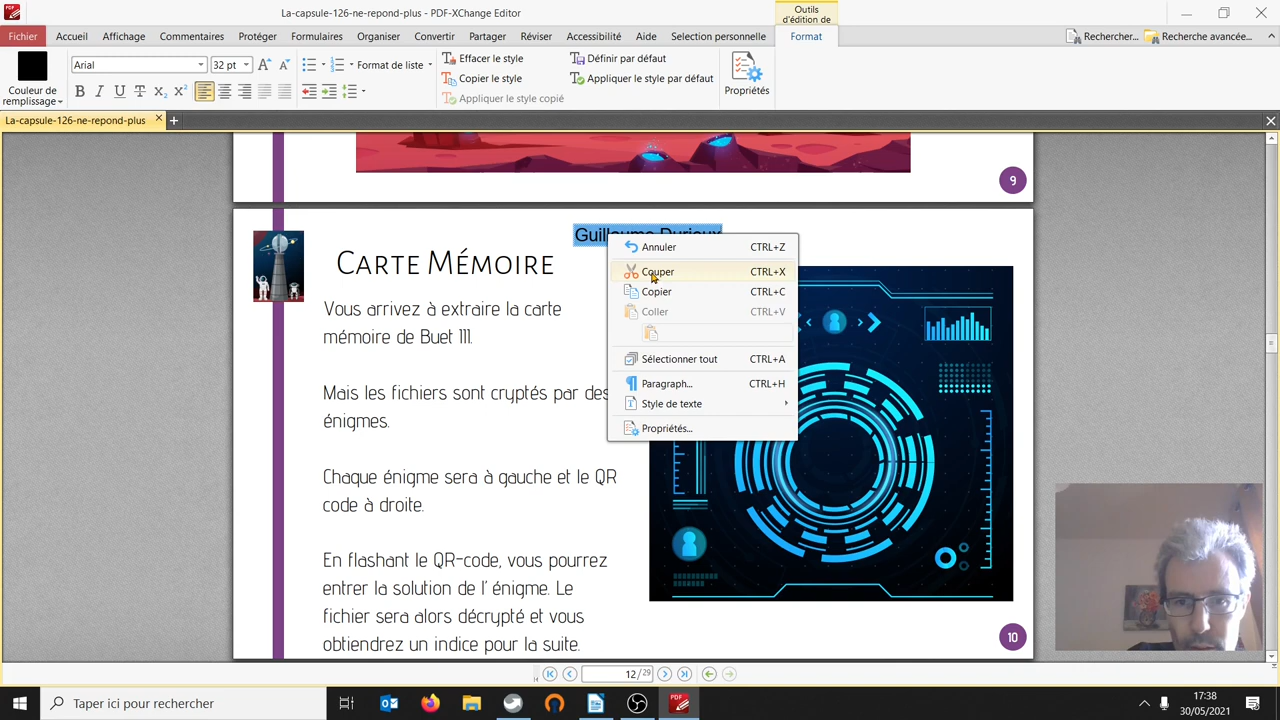 La-capsule-126-ne-repond-plus - PDF-XChange Editor
Outils
d'édition de
Fichier
Accueil
Affichage
Commentaires
Protéger
Formulaires
Organiser
Convertir
Partager
Réviser
Accessibilité
Aide
Selection personnelle
Format
Rechercher...
Recherche avancée...
Couleur de
remplissage
Arial
32 pt
Format de liste
Effacer le style
Copier le style
Appliquer le style copié
Définir par défaut
Appliquer le style par défaut
Propriétés
La-capsule-126-ne-repond-plus
9
Guillaume Durieux
Carte Mémoire
Vous arrivez à extraire la carte
mémoire de Buet III.
Mais les fichiers sont cryptés par des
énigmes.
Chaque énigme sera à gauche et le QR
code à droite.
En flashant le QR-code, vous pourrez
entrer la solution de l' énigme. Le
fichier sera alors décrypté et vous
obtiendrez un indice pour la suite.
10
Annuler CTRL+Z
Couper CTRL+X
Copier CTRL+C
Coller CTRL+V
Sélectionner tout CTRL+A
Paragraph... CTRL+H
Style de texte
Propriétés...
12 /29
Taper ici pour rechercher
17:38
30/05/2021